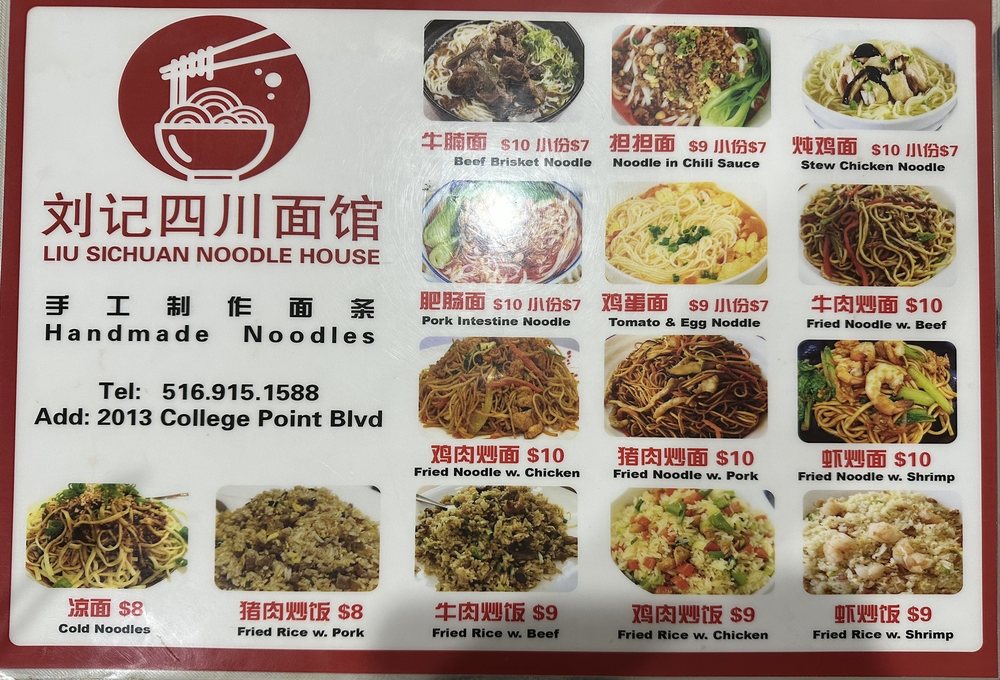 刘记四川面馆
LIU SICHUAN NOODLE HOUSE
手工制作面条
Handmade Noodles
Tel: 516.915.1588
Add: 2013 College Point Blvd
牛腩面 $10 小份$7
Beef Brisket Noodle
担担面 $9 小份$7
Noodle in Chili Sauce
炖鸡面 $10 小份$7
Stew Chicken Noodle
肥肠面 $10 小份$7
Pork Intestine Noodle
鸡蛋面 $9 小份$7
Tomato & Egg Noddle
牛肉炒面 $10
Fried Noodle w. Beef
鸡肉炒面 $10
Fried Noodle w. Chicken
猪肉炒面 $10
Fried Noodle w. Pork
虾炒面 $10
Fried Noodle w. Shrimp
凉面 $8
Cold Noodles
猪肉炒饭 $8
Fried Rice w. Pork
牛肉炒饭 $9
Fried Rice w. Beef
鸡肉炒饭 $9
Fried Rice w. Chicken
虾炒饭 $9
Fried Rice w. Shrimp